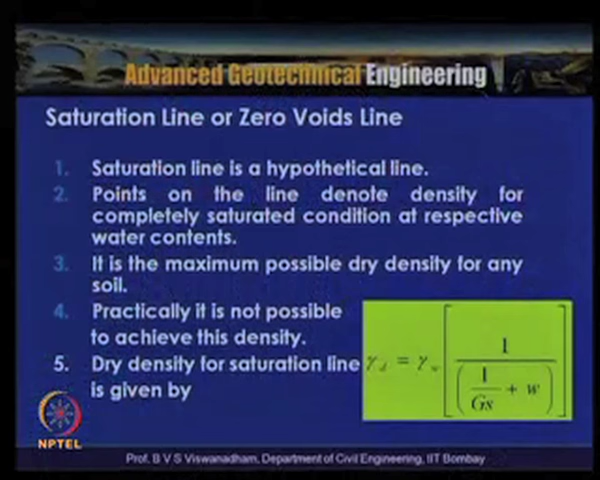 Advanced Geotechnical Engineering
Saturation Line or Zero Voids Line
1. Saturation line is a hypothetical line.
2. Points on the line denote density for
completely saturated condition at respective
water contents.
3. It is the maximum possible dry density for any
soil.
4. Practically it is not possible
to achieve this density.
5. Dry density for saturation line
is given by
γd = γw [ 1 / ( 1/Gs + w ) ]
NPTEL
Prof. B V S Viswanadham, Department of Civil Engineering, IIT Bombay